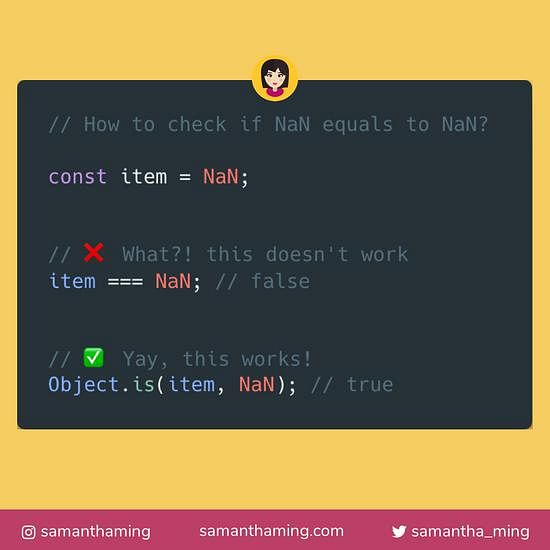 // How to check if NaN equals to NaN?
const item = NaN;
// ❌ What?! this doesn't work
item === NaN; // false
// ✅ Yay, this works!
Object.is(item, NaN); // true
samanthaming samanthaming.com samantha_ming